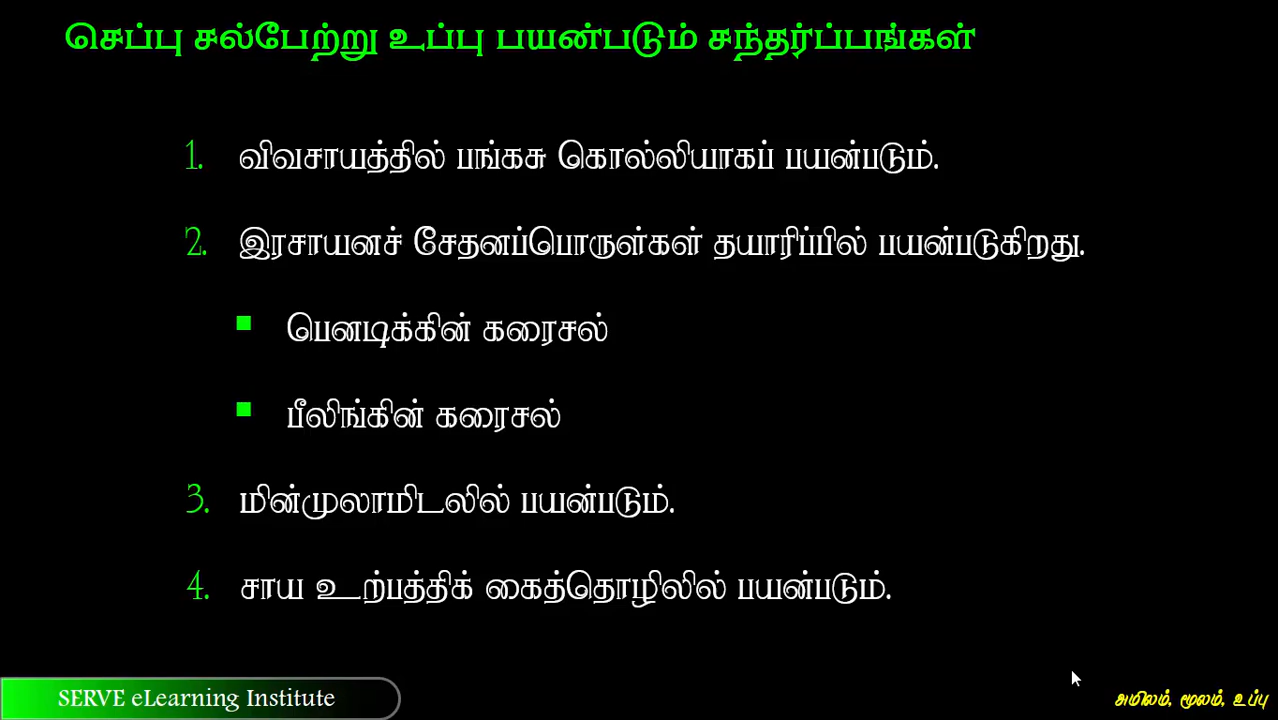 செப்பு சல்பேற்று உப்பு பயன்படும் சந்தர்ப்பங்கள்
1. விவசாயத்தில் பங்கசு கொல்லியாகப் பயன்படும்.
2. இரசாயனச் சேதனப்பொருள்கள் தயாரிப்பில் பயன்படுகிறது.
பெனடிக்கின் கரைசல்
பீலிங்கின் கரைசல்
3. மின்முலாமிடலில் பயன்படும்.
4. சாய உற்பத்திக் கைத்தொழிலில் பயன்படும்.
SERVE eLearning Institute
அமிலம், மூலம், உப்பு